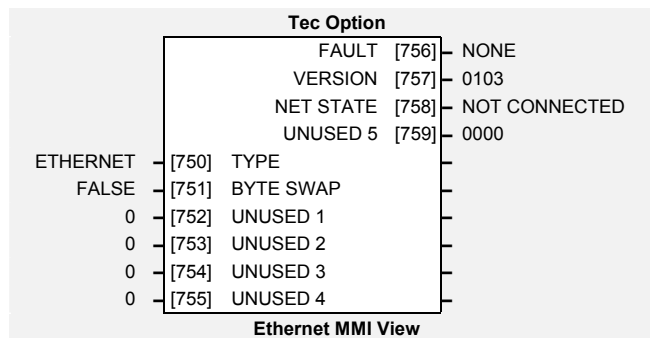 Tec Option
FAULT [756] NONE
VERSION [757] 0103
NET STATE [758] NOT CONNECTED
UNUSED 5 [759] 0000
ETHERNET [750] TYPE
FALSE [751] BYTE SWAP
0 [752] UNUSED 1
0 [753] UNUSED 2
0 [754] UNUSED 3
0 [755] UNUSED 4
Ethernet MMI View